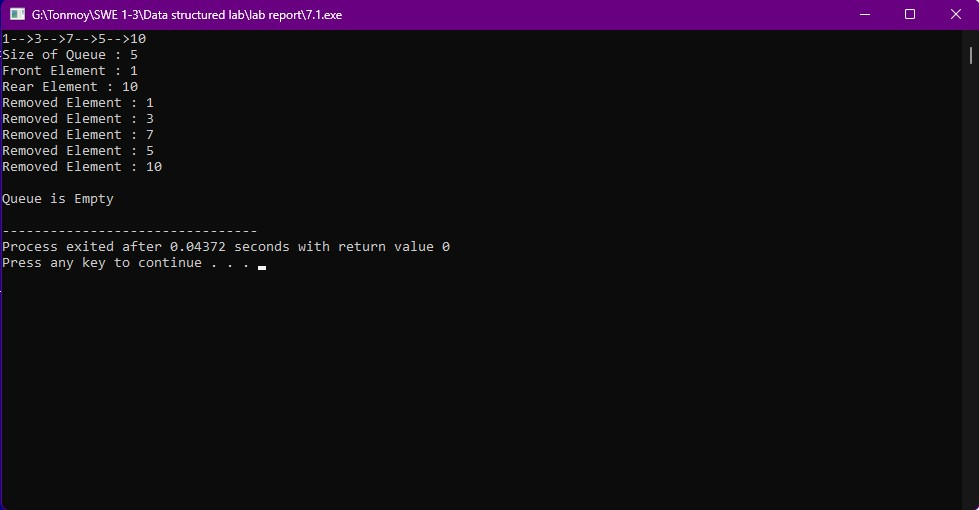 G:\Tonmoy\SWE 1-3\Data structured lab\lab report\7.1.exe
1-->3-->7-->5-->10
Size of Queue : 5
Front Element : 1
Rear Element : 10
Removed Element : 1
Removed Element : 3
Removed Element : 7
Removed Element : 5
Removed Element : 10
Queue is Empty
--------------------------------
Process exited after 0.04372 seconds with return value 0
Press any key to continue . . .